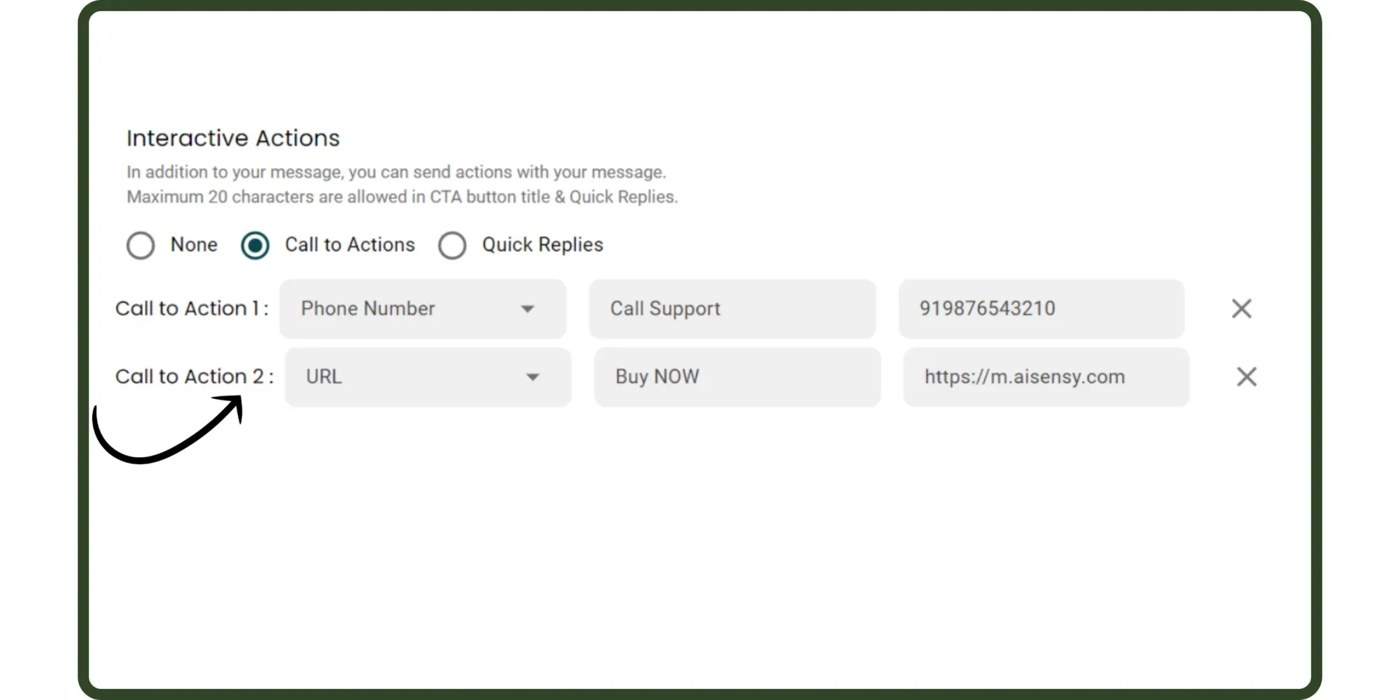 Interactive Actions
In addition to your message, you can send actions with your message.
Maximum 20 characters are allowed in CTA button title & Quick Replies.
None Call to Actions Quick Replies
Call to Action 1 : Phone Number Call Support 919876543210
Call to Action 2 : URL Buy NOW https://m.aisensy.com